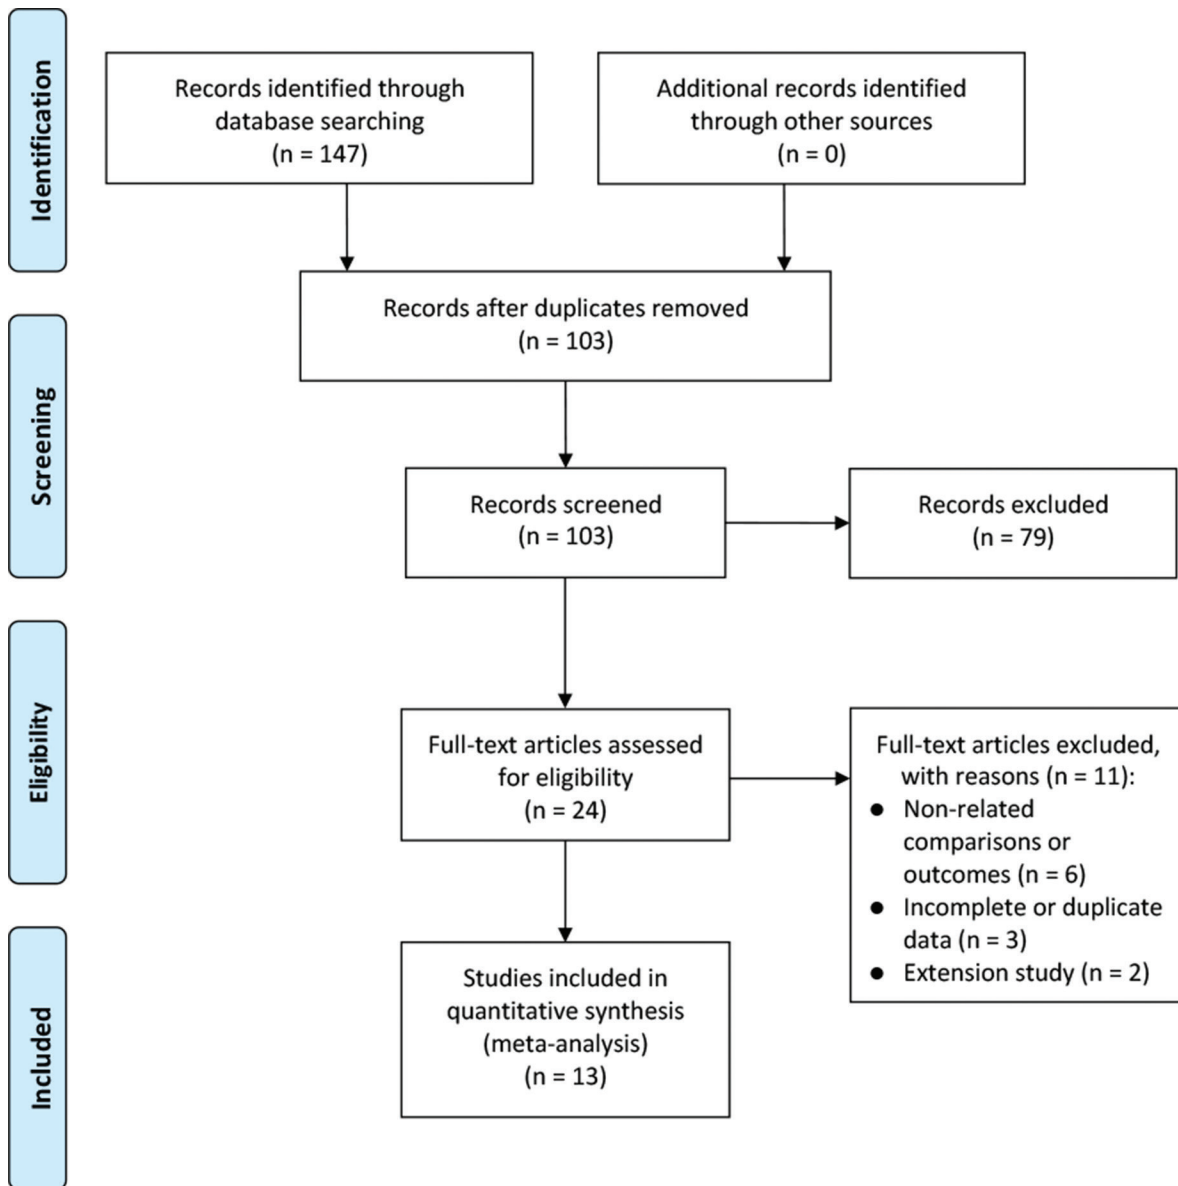 Identification
Records identified through
database searching
(n = 147)
Additional records identified
through other sources
(n = 0)
Records after duplicates removed
(n = 103)
Screening
Records screened
(n = 103)
Records excluded
(n = 79)
Eligibility
Full-text articles assessed
for eligibility
(n = 24)
Full-text articles excluded,
with reasons (n = 11):
● Non-related
comparisons or
outcomes (n = 6)
● Incomplete or duplicate
data (n = 3)
● Extension study (n = 2)
Included
Studies included in
quantitative synthesis
(meta-analysis)
(n = 13)